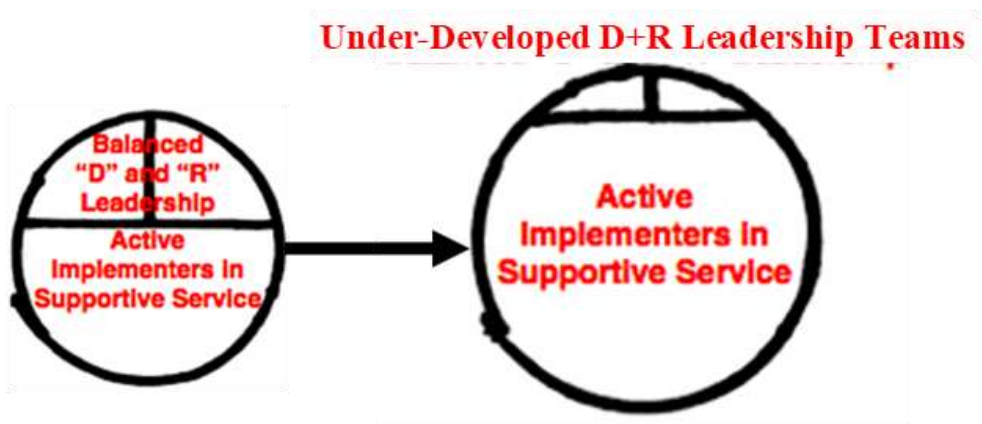 Under-Developed D+R Leadership Teams
Balanced
“D” and “R”
Leadership
Active
Implementers in
Supportive Service
Active
Implementers in
Supportive Service